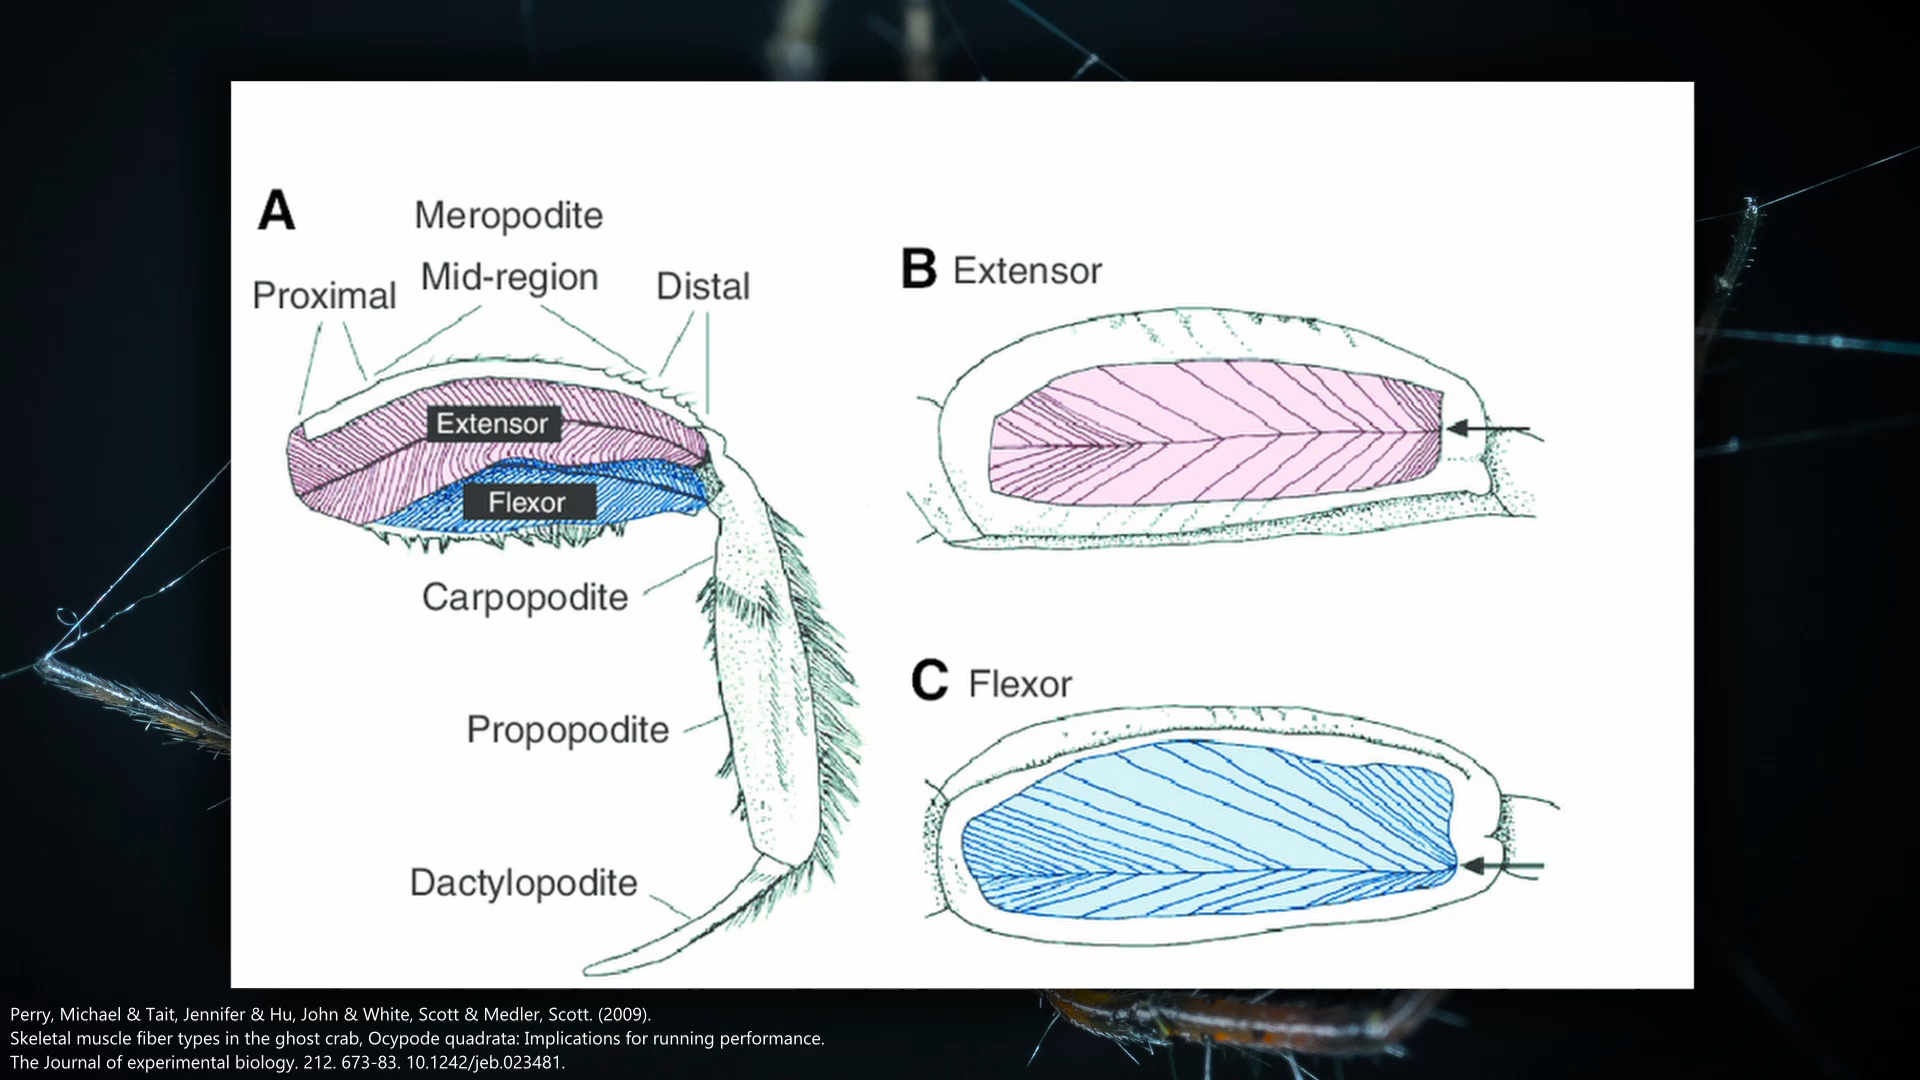 A
Meropodite
Proximal
Mid-region
Distal
Extensor
Flexor
Carpopodite
Propopodite
Dactylopodite
B Extensor
C Flexor
Perry, Michael & Tait, Jennifer & Hu, John & White, Scott & Medler, Scott. (2009).
Skeletal muscle fiber types in the ghost crab, Ocypode quadrata: Implications for running performance.
The Journal of experimental biology. 212. 673-83. 10.1242/jeb.023481.